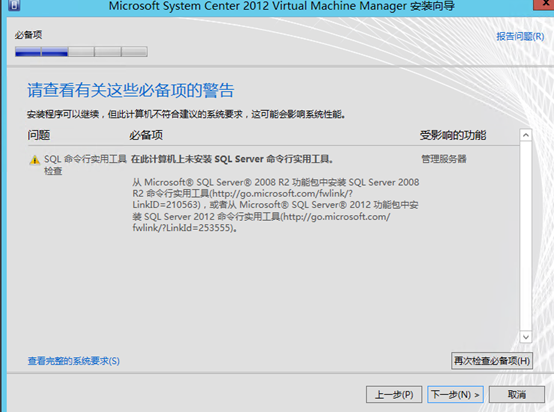 Microsoft System Center 2012 Virtual Machine Manager 安装向导
必备项
报告问题(R)
请查看有关这些必备项的警告
安装程序可以继续，但此计算机不符合建议的系统要求，这可能会影响系统性能。
问题 必备项 受影响的功能
SQL 命令行实用工具检查 在此计算机上未安装 SQL Server 命令行实用工具。 管理服务器
从 Microsoft® SQL Server® 2008 R2 功能包中安装 SQL Server 2008
R2 命令行实用工具(http://go.microsoft.com/fwlink/?
LinkID=210563)，或者从 Microsoft® SQL Server® 2012 功能包中安
装 SQL Server 2012 命令行实用工具(http://go.microsoft.com/
fwlink/?LinkId=253555)。
查看完整的系统要求(S)
再次检查必备项(H)
上一步(P) 下一步(N) > 取消